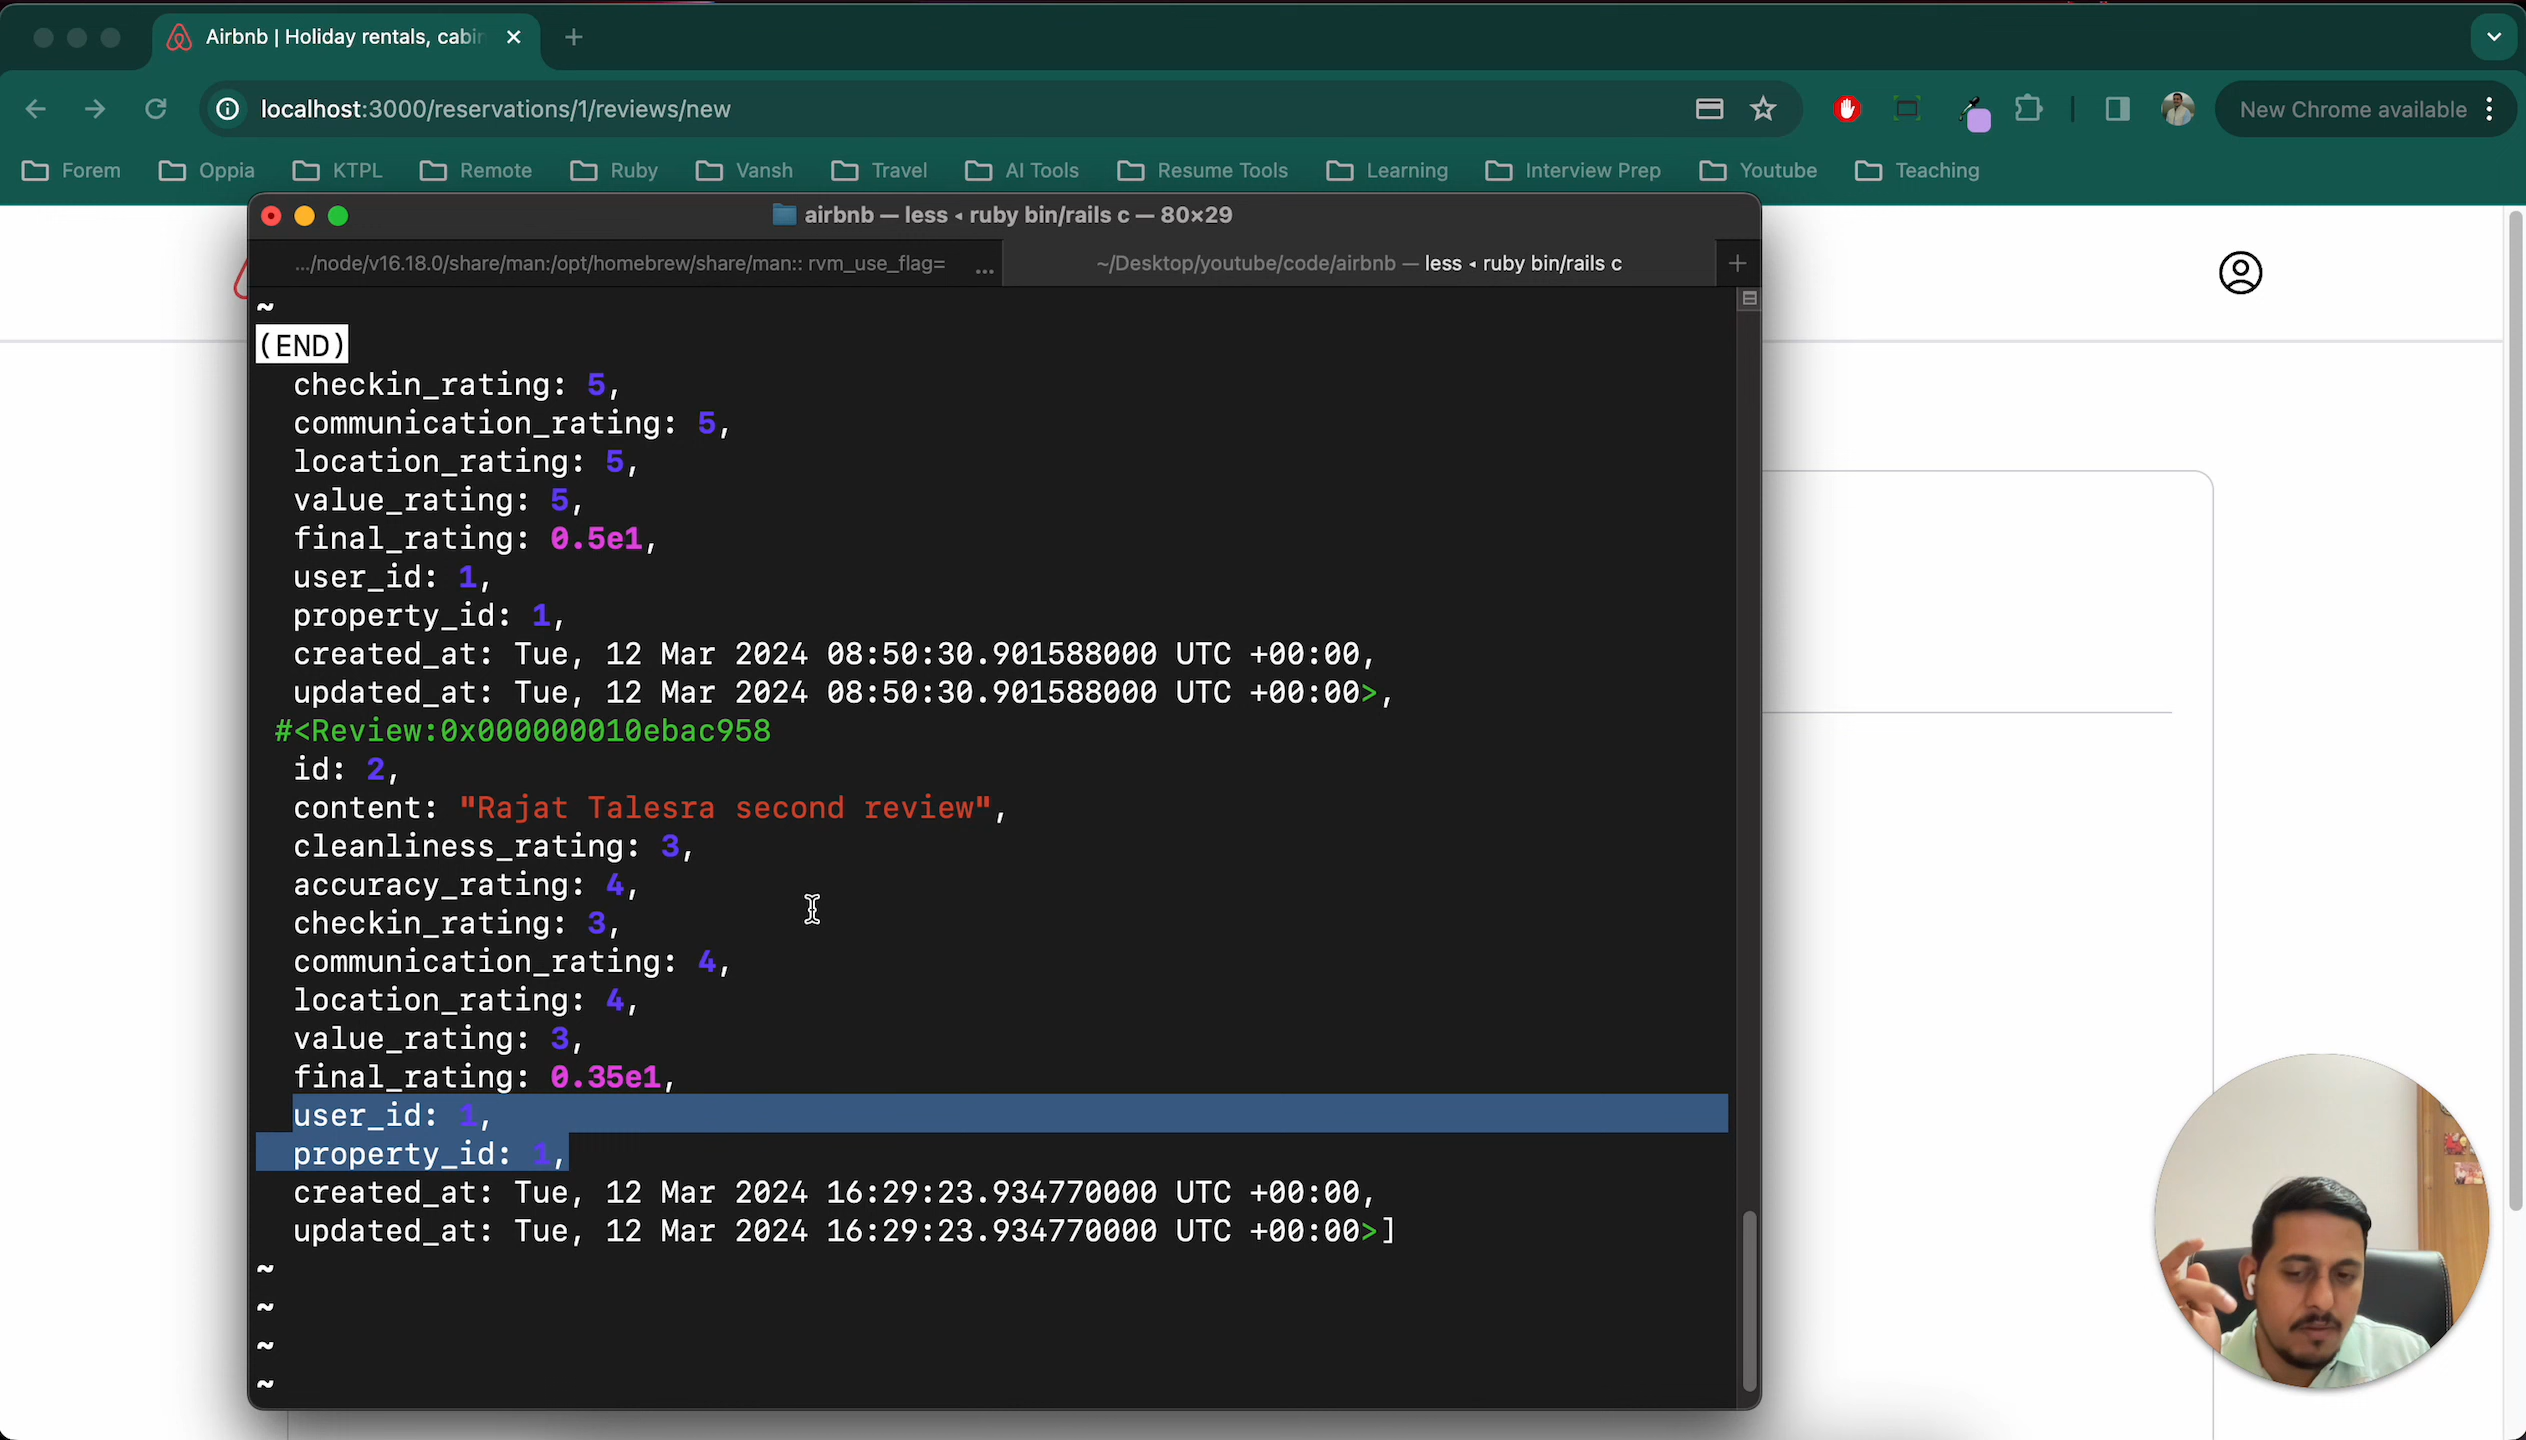 Airbnb | Holiday rentals, cabin
localhost:3000/reservations/1/reviews/new
New Chrome available
Forem
Oppia
KTPL
Remote
Ruby
Vansh
Travel
AI Tools
Resume Tools
Learning
Interview Prep
Youtube
Teaching
airbnb — less ◂ ruby bin/rails c — 80×29
.../node/v16.18.0/share/man:/opt/homebrew/share/man:: rvm_use_flag= ...
~/Desktop/youtube/code/airbnb — less ◂ ruby bin/rails c
~
(END)
checkin_rating: 5,
communication_rating: 5,
location_rating: 5,
value_rating: 5,
final_rating: 0.5e1,
user_id: 1,
property_id: 1,
created_at: Tue, 12 Mar 2024 08:50:30.901588000 UTC +00:00,
updated_at: Tue, 12 Mar 2024 08:50:30.901588000 UTC +00:00>,
#<Review:0x000000010ebac958
id: 2,
content: "Rajat Talesra second review",
cleanliness_rating: 3,
accuracy_rating: 4,
checkin_rating: 3,
communication_rating: 4,
location_rating: 4,
value_rating: 3,
final_rating: 0.35e1,
user_id: 1,
property_id: 1,
created_at: Tue, 12 Mar 2024 16:29:23.934770000 UTC +00:00,
updated_at: Tue, 12 Mar 2024 16:29:23.934770000 UTC +00:00>]
~
~
~
~